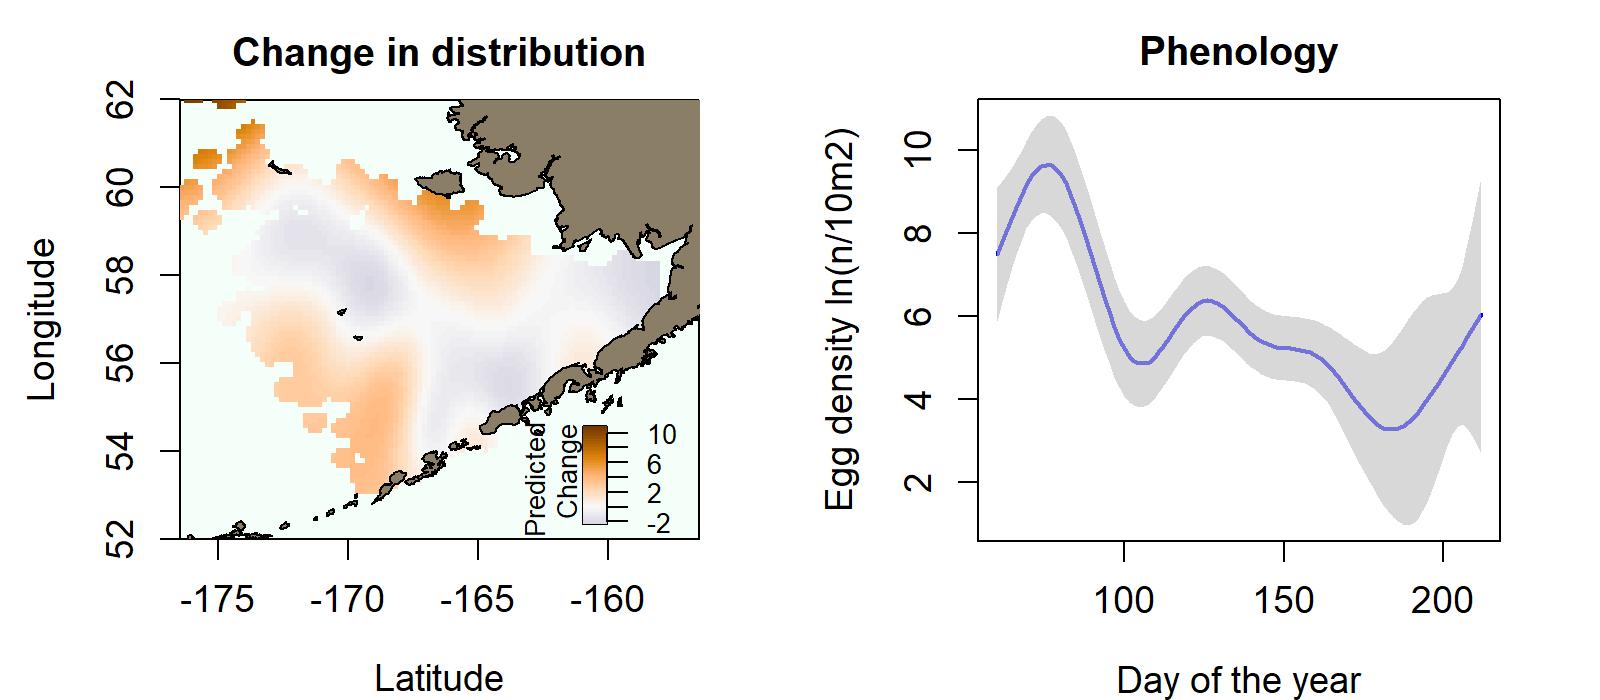 Change in distribution
62
60
58
56
54
52
Longitude
-175
-170
-165
-160
Latitude
Predicted
Change
10
6
2
-2
Phenology
10
8
6
4
2
Egg density ln(n/10m2)
100
150
200
Day of the year